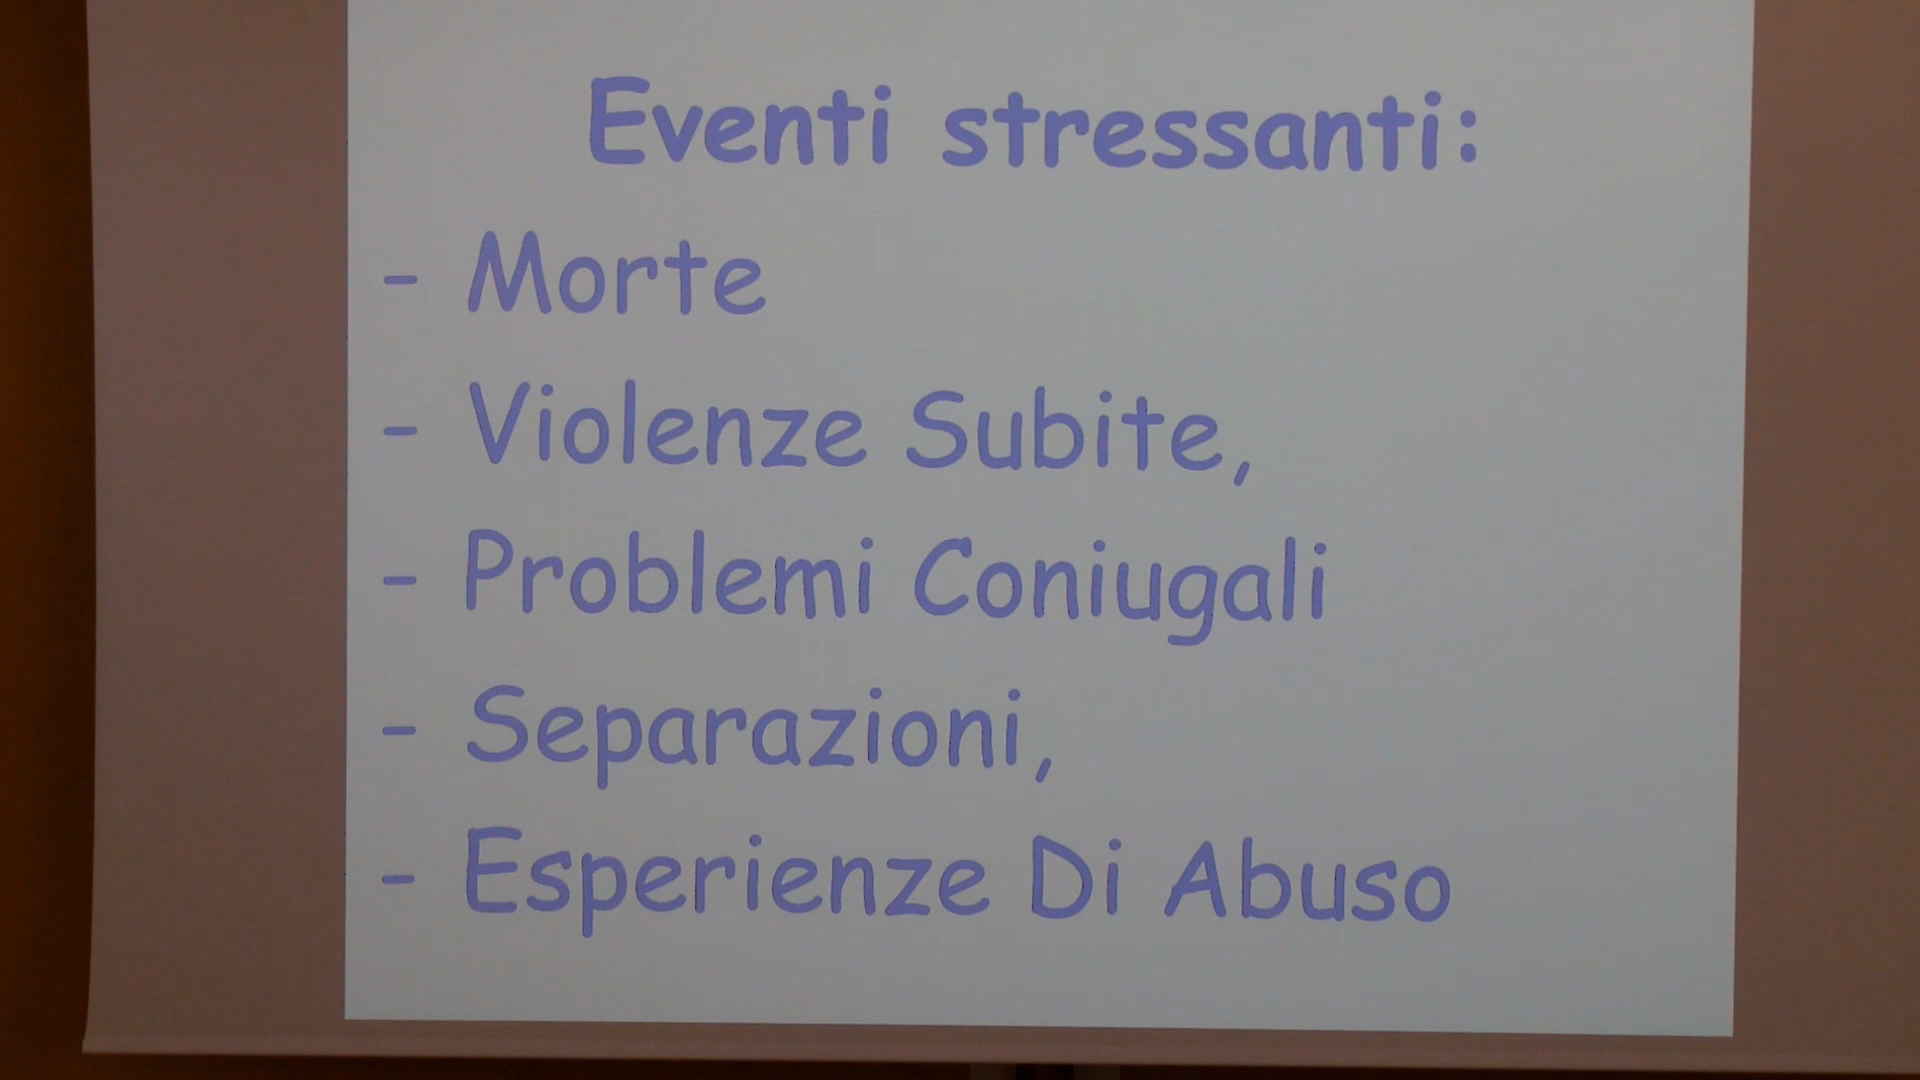 Eventi stressanti:
- Morte
- Violenze Subite,
- Problemi Coniugali
- Separazioni,
- Esperienze Di Abuso